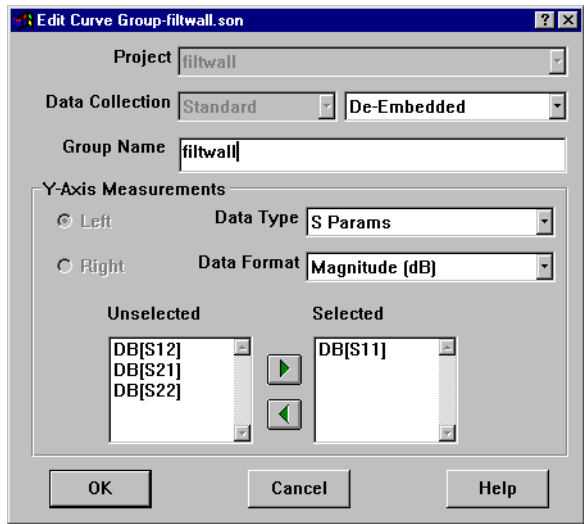 Edit Curve Group-filtwall.son
Project filtwall
Data Collection Standard De-Embedded
Group Name filtwall
Y-Axis Measurements
Left Data Type S Params
Right Data Format Magnitude (dB)
Unselected Selected
DB[S12] DB[S11]
DB[S21]
DB[S22]
OK Cancel Help